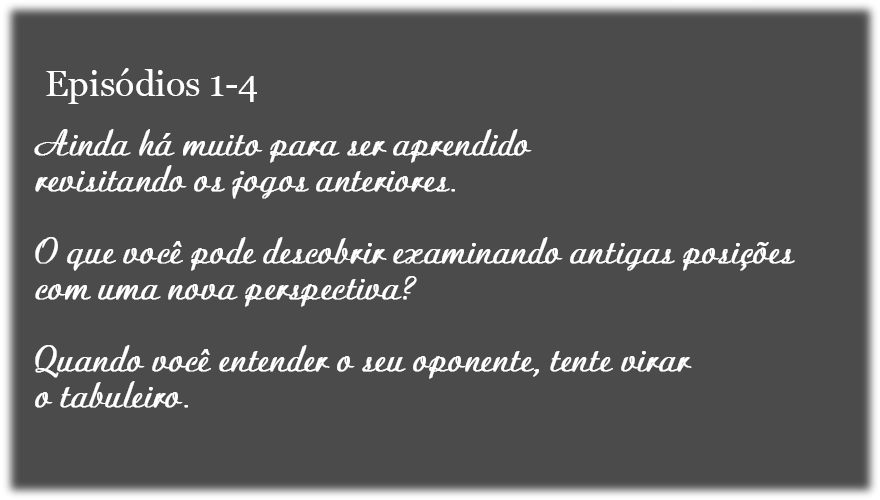 Episódios 1-4
Ainda há muito para ser aprendido
revisitando os jogos anteriores.
O que você pode descobrir examinando antigas posições
com uma nova perspectiva?
Quando você entender o seu oponente, tente virar
o tabuleiro.